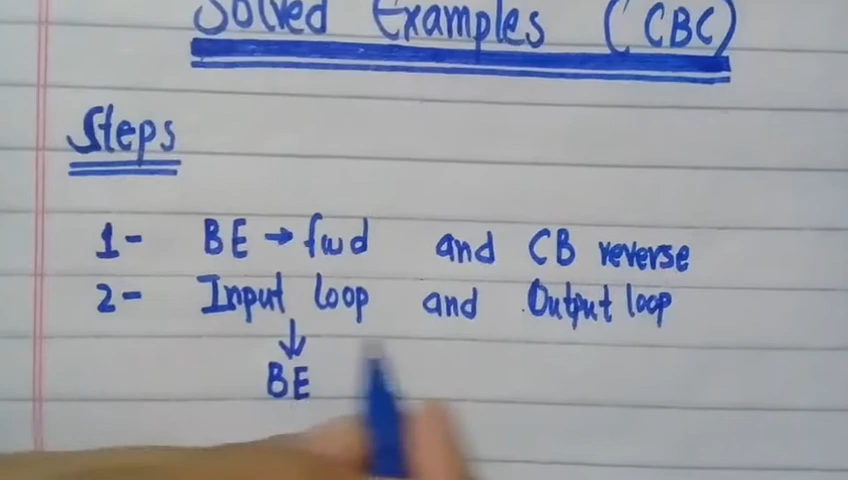 Solved Examples (CBC)
Steps
1- BE → fwd and CB reverse
2- Input loop and Output loop
↓
BE